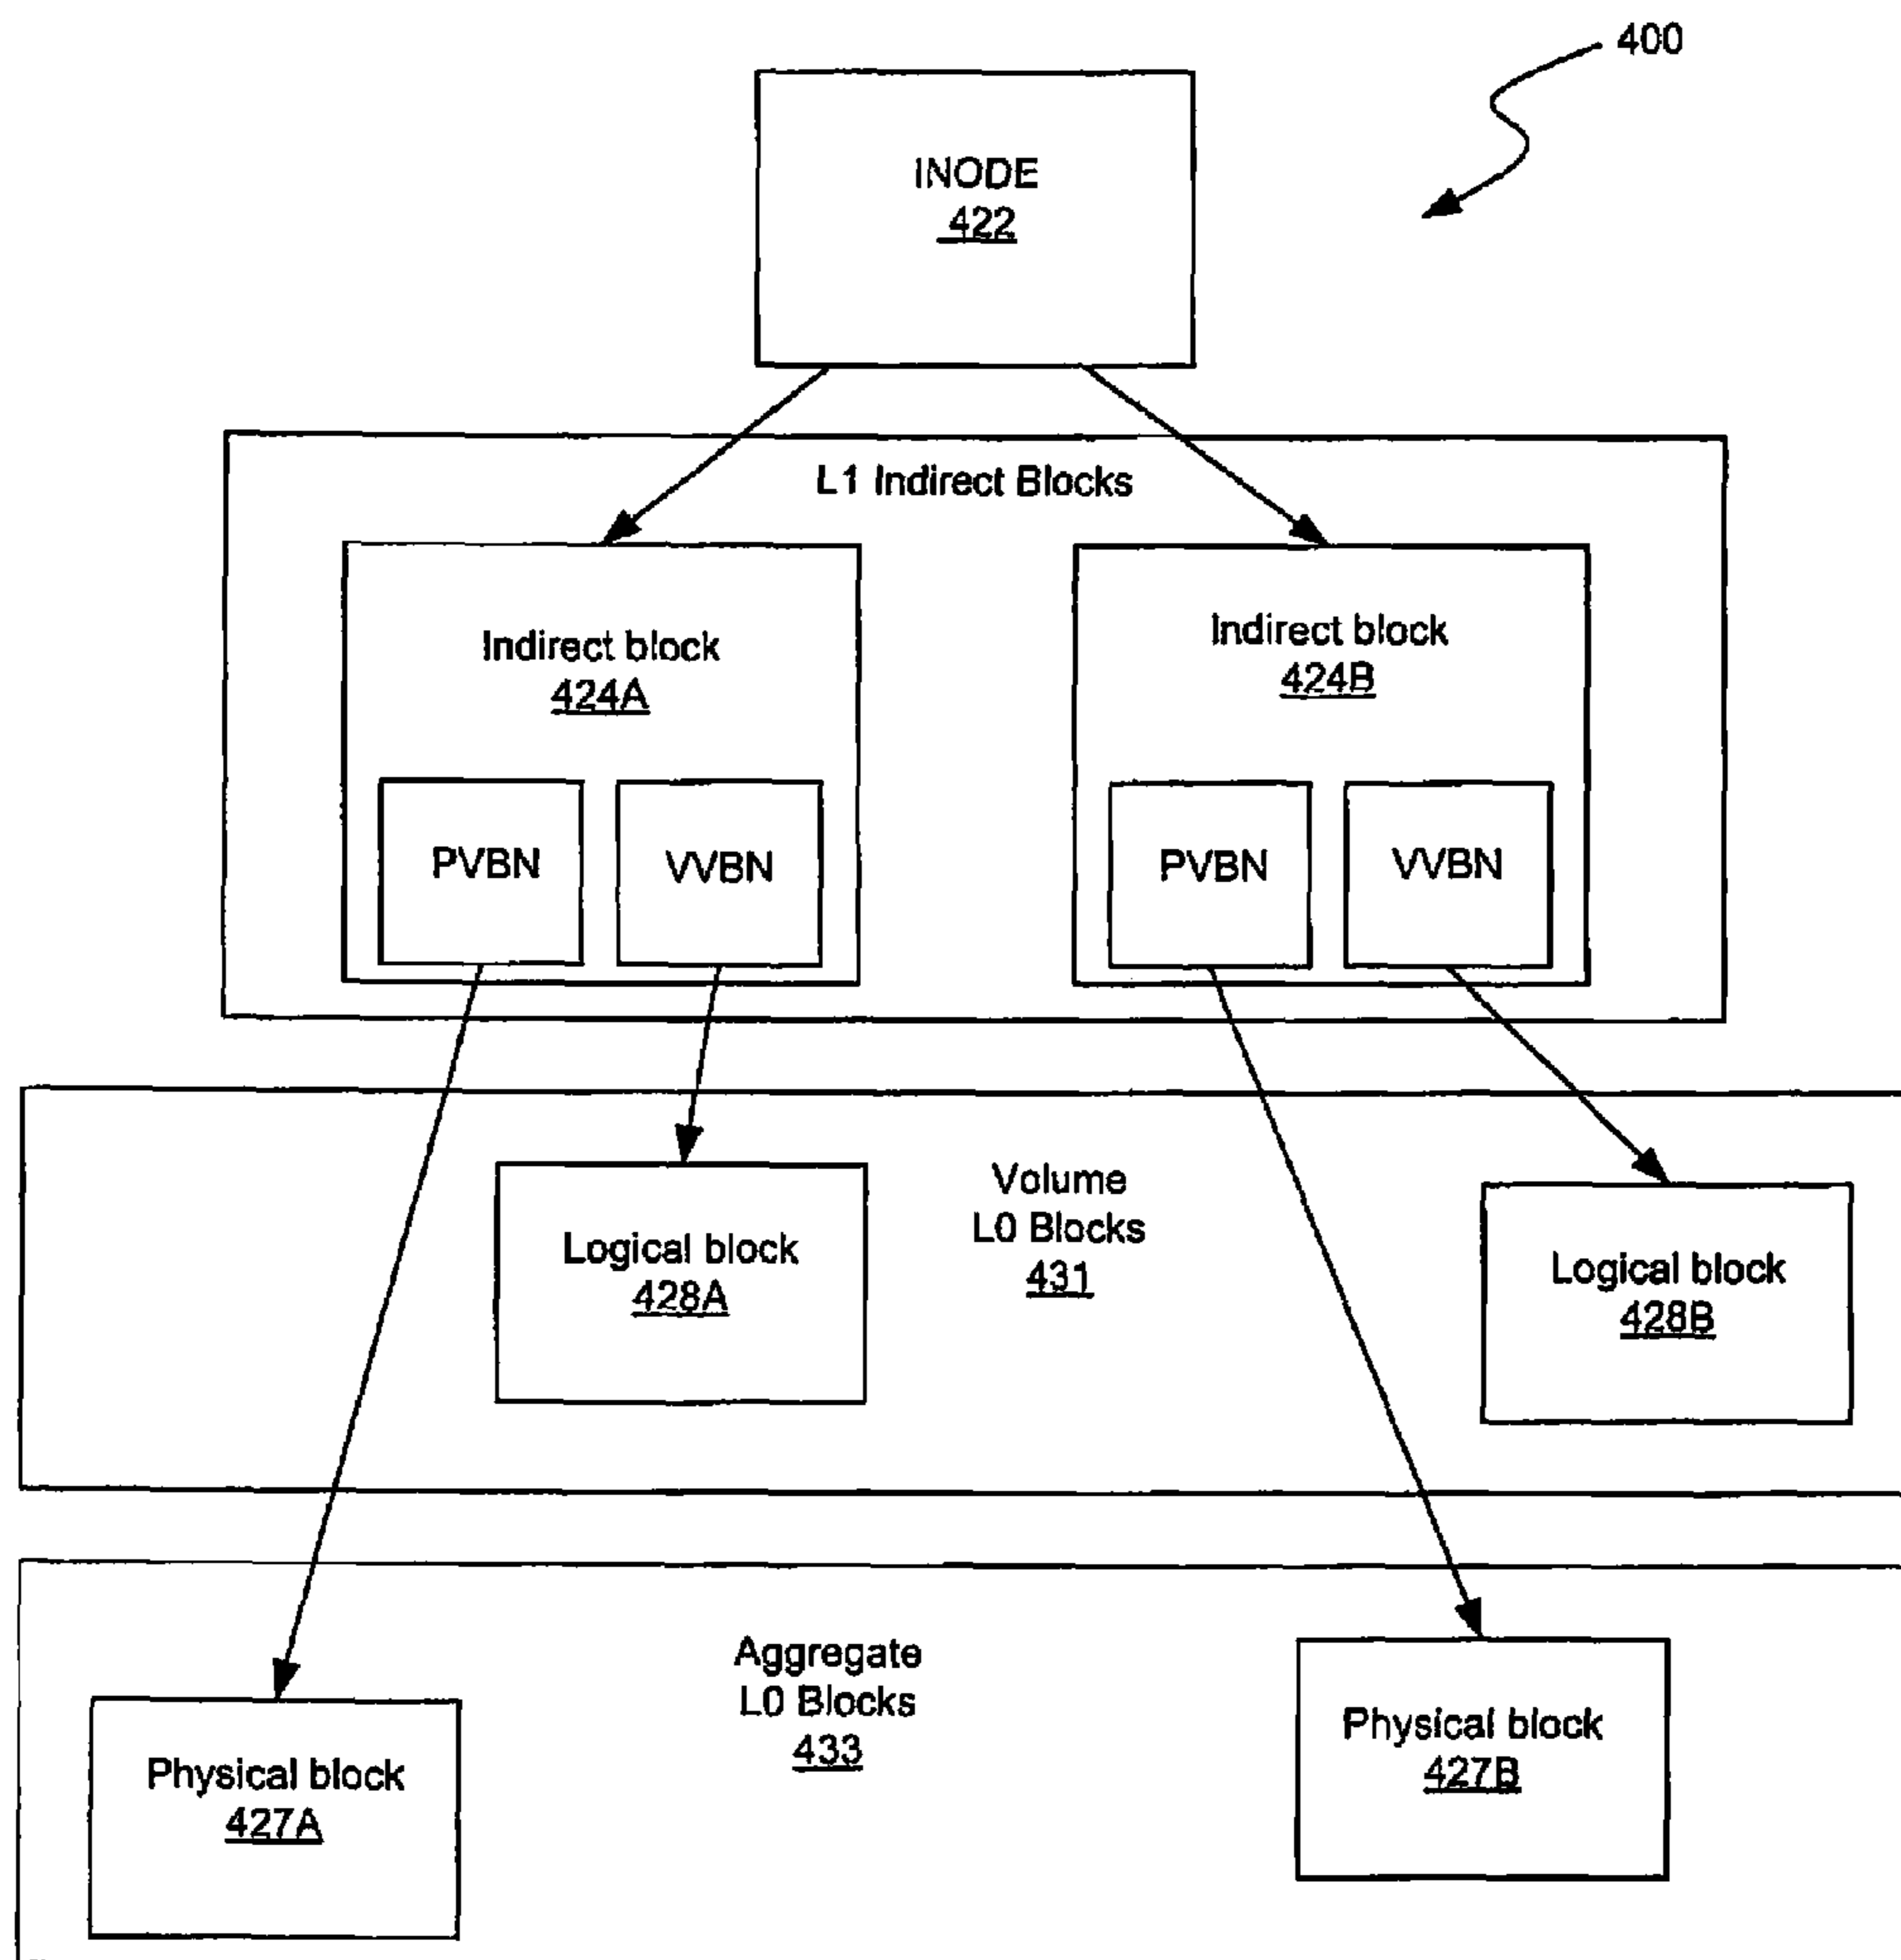 400
INODE
422
L1 Indirect Blocks
Indirect block
424A
Indirect block
424B
PVBN
VVBN
PVBN
VVBN
Volume
L0 Blocks
431
Logical block
428A
Logical block
428B
Aggregate
L0 Blocks
433
Physical block
427A
Physical block
427B